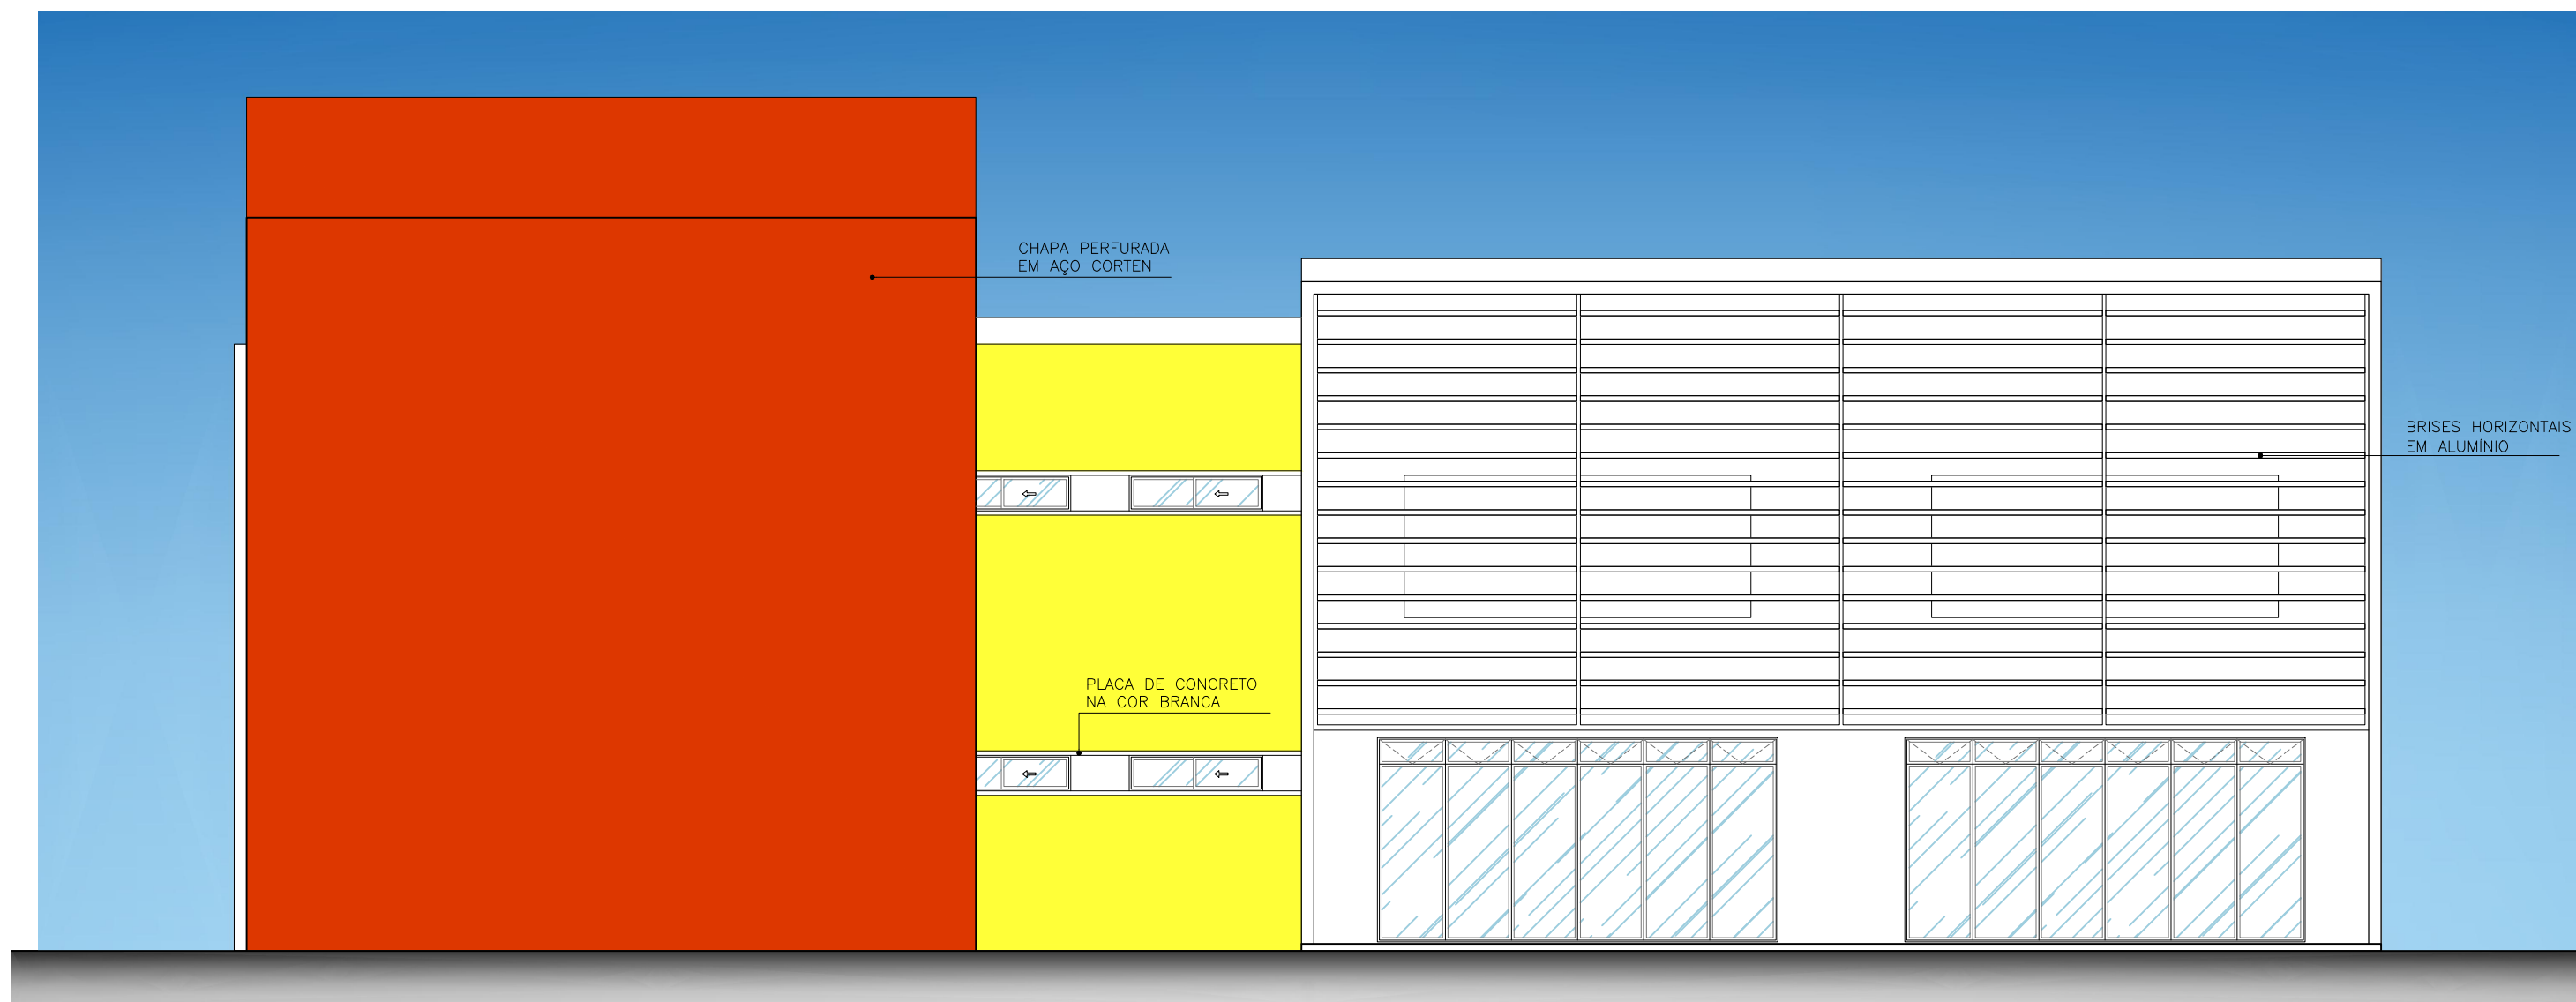 CHAPA PERFURADA
EM AÇO CORTEN
BRISES HORIZONTAIS
EM ALUMÍNIO
PLACA DE CONCRETO
NA COR BRANCA